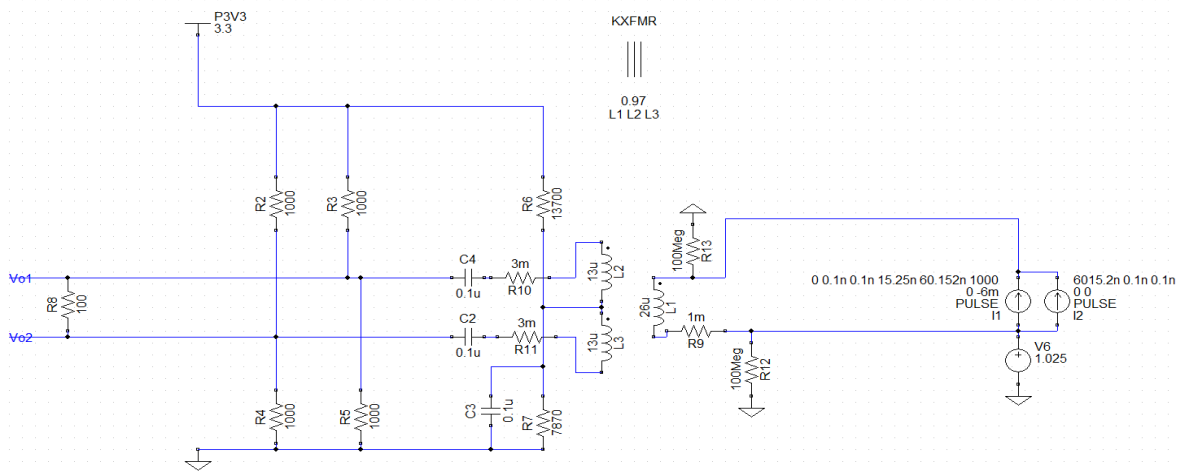 P3V3
3.3
KXFMR
0.97
L1 L2 L3
R2
1000
R3
1000
R6
13700
R13
100Meg
Vo1
R8
100
Vo2
C4
0.1u
3m
R10
L2
13u
C2
0.1u
3m
R11
L3
13u
L1
26u
1m
R9
R12
100Meg
0 0.1n 0.1n 15.25n 60.152n 1000
0 -6m
PULSE
I1
6015.2n 0.1n 0.1n
0 0
PULSE
I2
V6
1.025
R4
1000
R5
1000
C3
0.1u
R7
7870